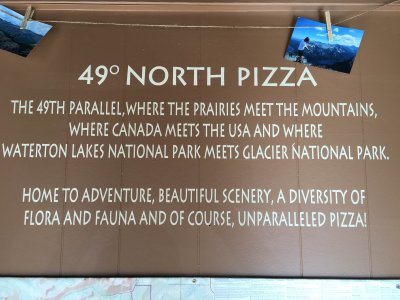 49° NORTH PIZZA
THE 49TH PARALLEL,WHERE THE PRAIRIES MEET THE MOUNTAINS,
WHERE CANADA MEETS THE USA AND WHERE
WATERTON LAKES NATIONAL PARK MEETS GLACIER NATIONAL PARK.
HOME TO ADVENTURE, BEAUTIFUL SCENERY, A DIVERSITY OF
FLORA AND FAUNA AND OF COURSE, UNPARALLELED PIZZA!